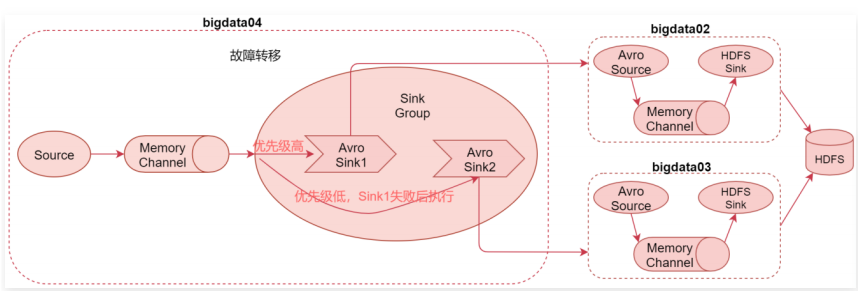 bigdata04
故障转移
Source
Memory
Channel
Sink
Group
优先级高
Avro
Sink1
Avro
Sink2
优先级低，Sink1失败后执行
bigdata02
Avro
Source
HDFS
Sink
Memory
Channel
bigdata03
Avro
Source
HDFS
Sink
Memory
Channel
HDFS